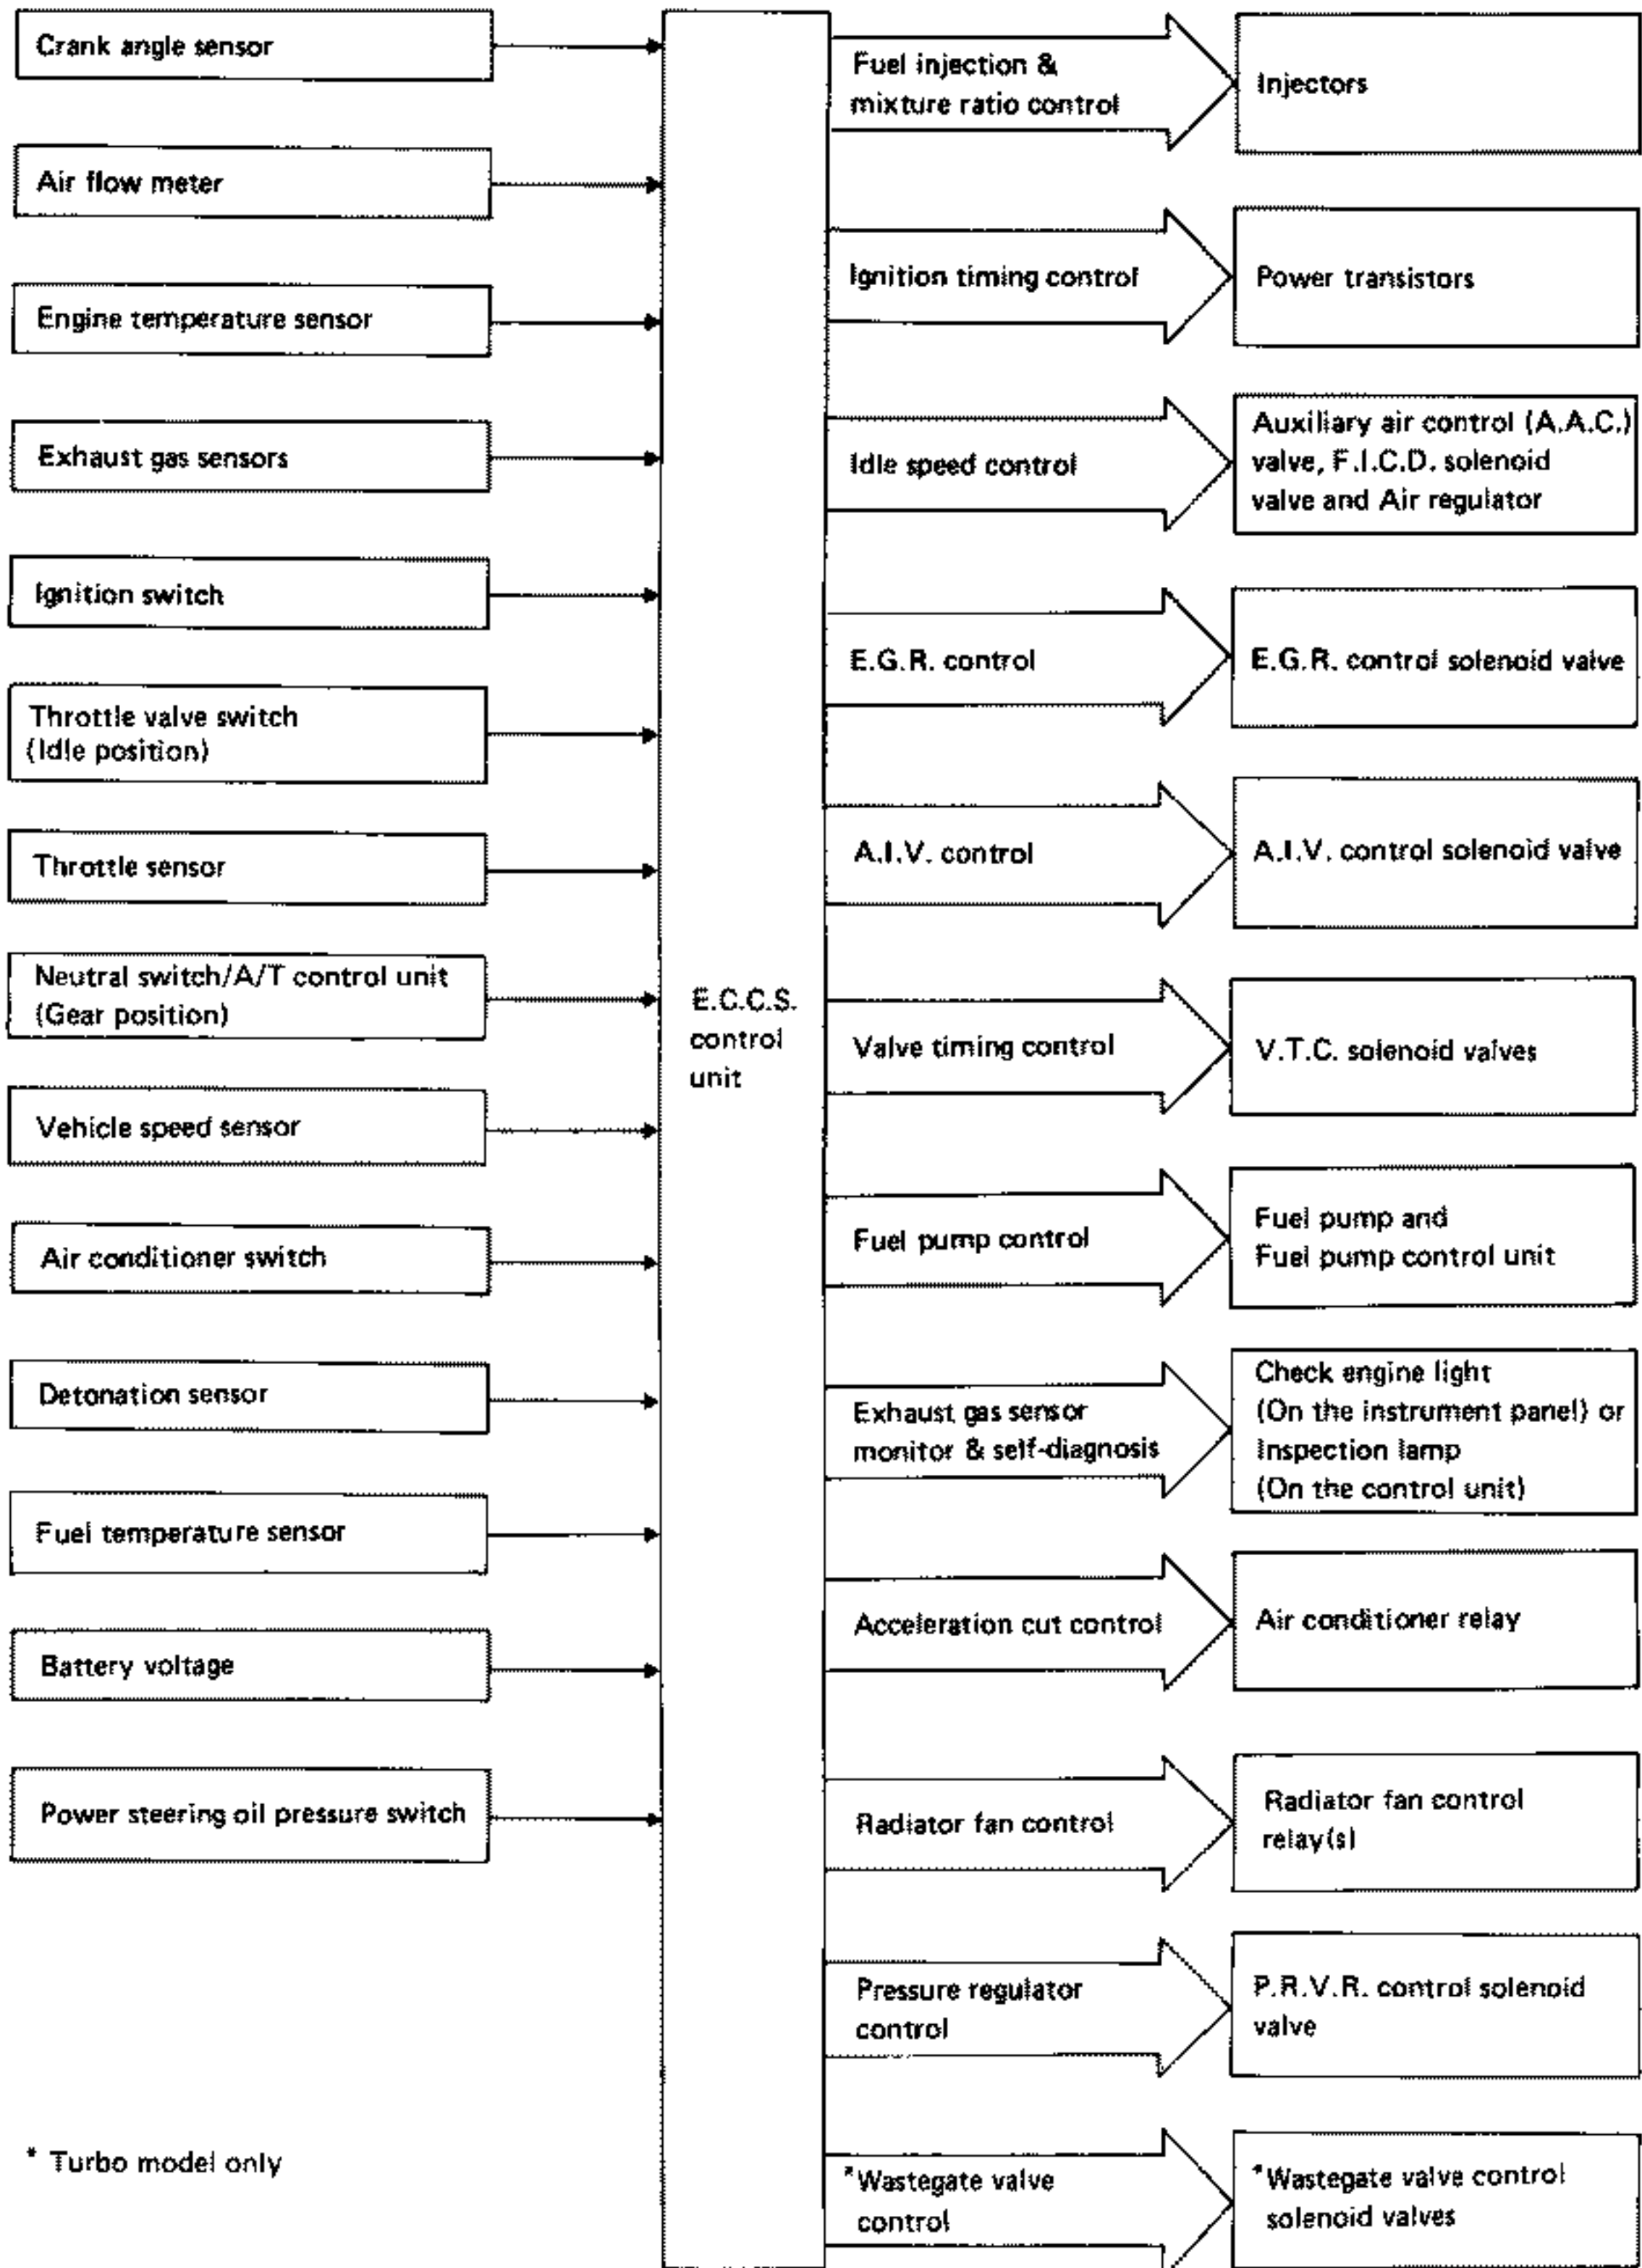 Crank angle sensor
Air flow meter
Engine temperature sensor
Exhaust gas sensors
Ignition switch
Throttle valve switch
(Idle position)
Throttle sensor
Neutral switch/A/T control unit
(Gear position)
Vehicle speed sensor
Air conditioner switch
Detonation sensor
Fuel temperature sensor
Battery voltage
Power steering oil pressure switch
* Turbo model only
E.C.C.S.
control
unit
Fuel injection &
mixture ratio control
Injectors
Ignition timing control
Power transistors
Idle speed control
Auxiliary air control (A.A.C.)
valve, F.I.C.D. solenoid
valve and Air regulator
E.G.R. control
E.G.R. control solenoid valve
A.I.V. control
A.I.V. control solenoid valve
Valve timing control
V.T.C. solenoid valves
Fuel pump control
Fuel pump and
Fuel pump control unit
Exhaust gas sensor
monitor & self-diagnosis
Check engine light
(On the instrument panel) or
Inspection lamp
(On the control unit)
Acceleration cut control
Air conditioner relay
Radiator fan control
Radiator fan control
relay(s)
Pressure regulator
control
P.R.V.R. control solenoid
valve
*Wastegate valve
control
*Wastegate valve control
solenoid valves